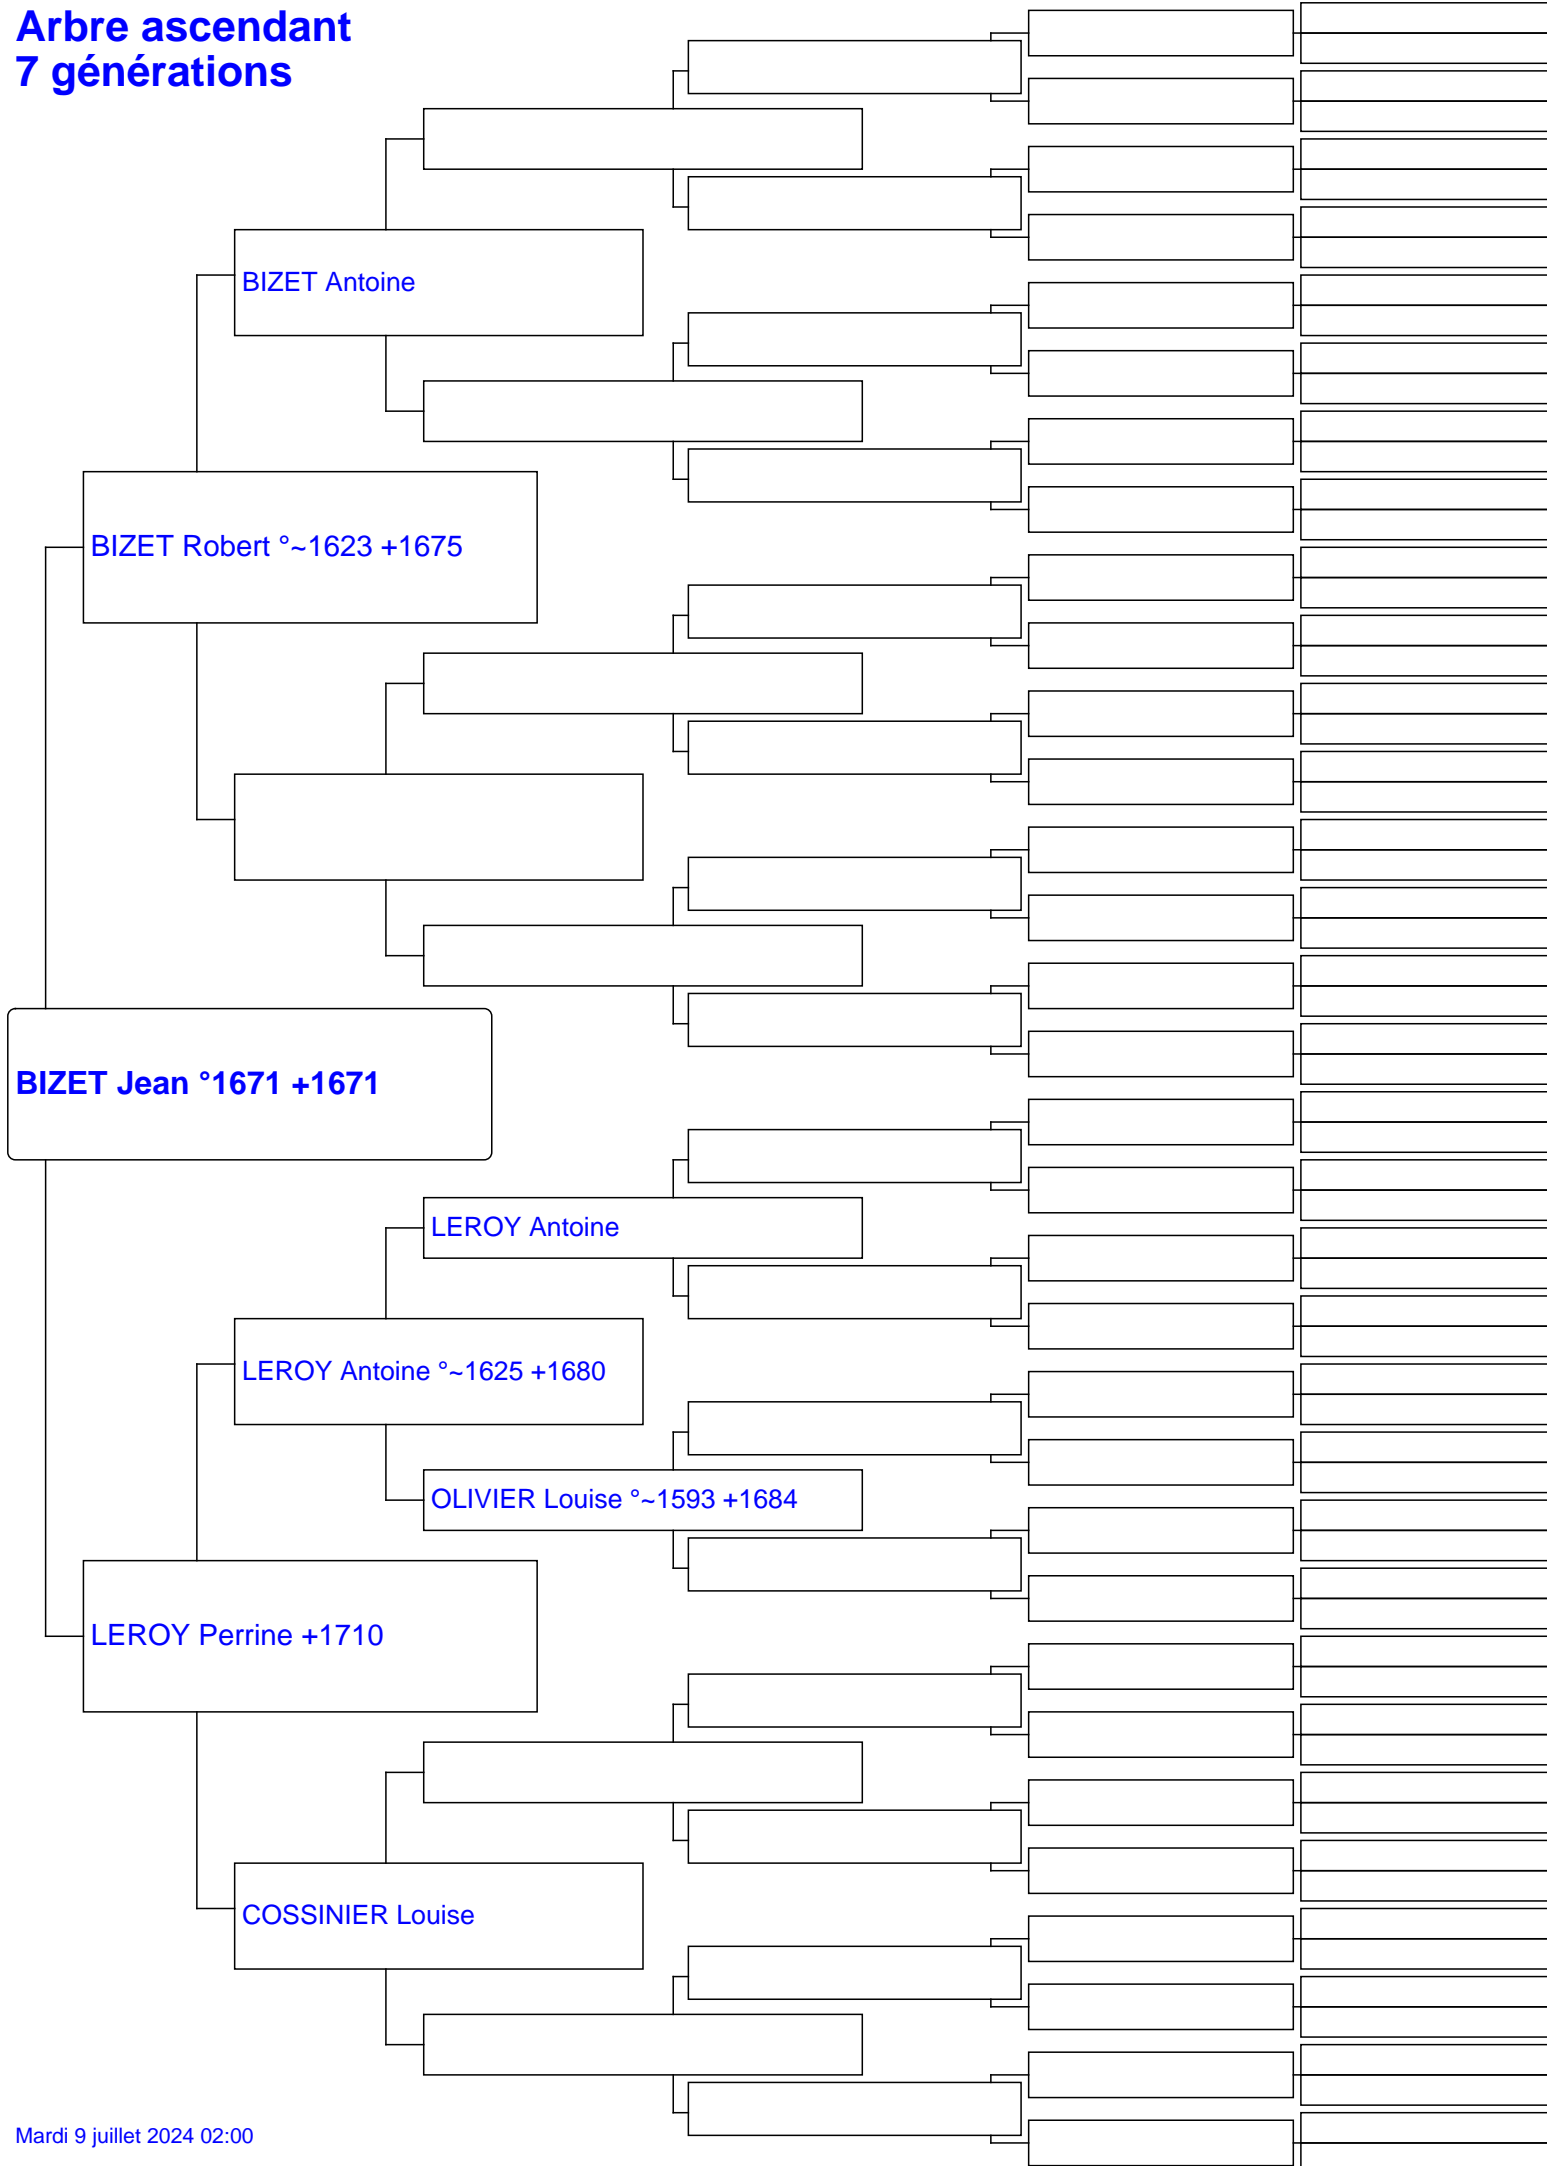 Arbre ascendant
7 générations
BIZET Antoine
BIZET Robert °~1623 +1675
BIZET Jean °1671 +1671
LEROY Antoine
LEROY Antoine °~1625 +1680
OLIVIER Louise °~1593 +1684
LEROY Perrine +1710
COSSINIER Louise
Mardi 9 juillet 2024 02:00